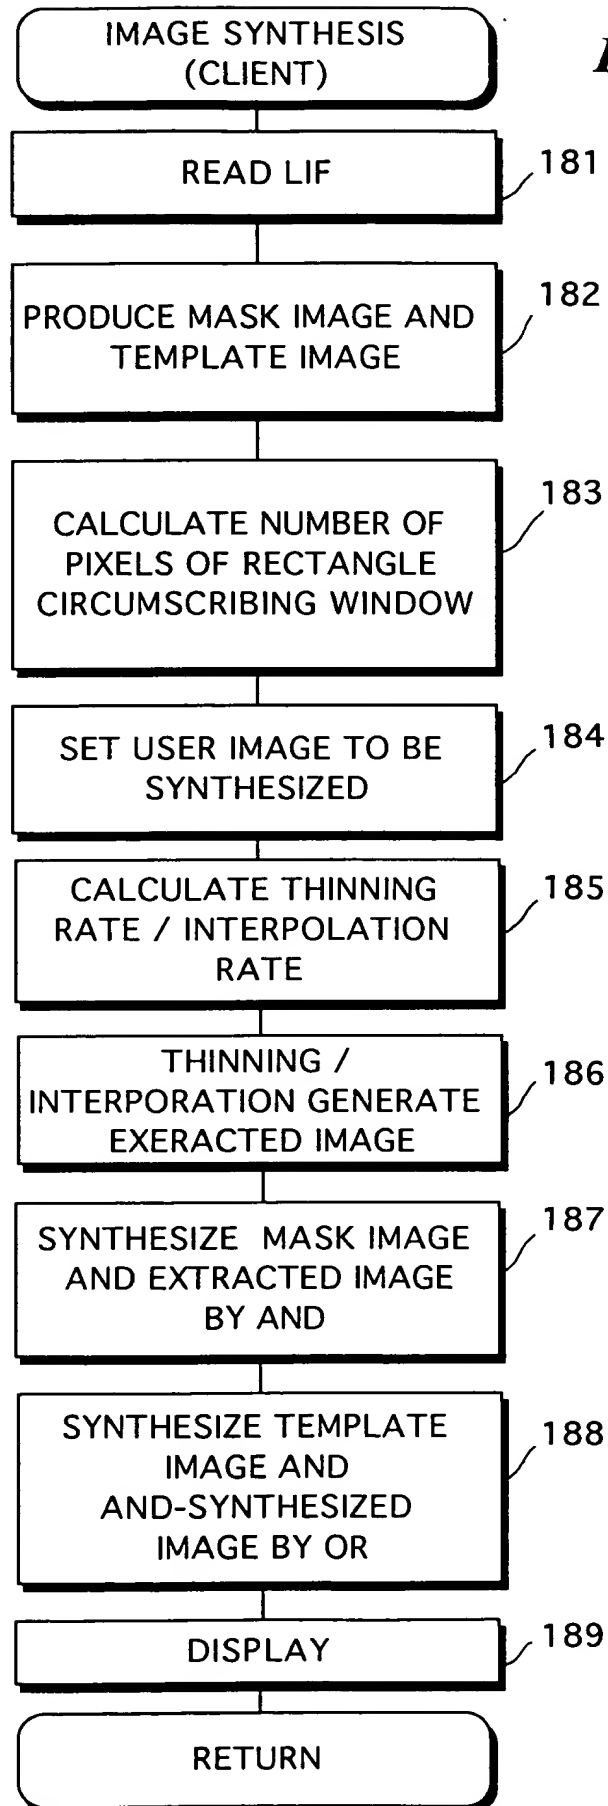 IMAGE SYNTHESIS
(CLIENT)
READ LIF
181
PRODUCE MASK IMAGE AND
TEMPLATE IMAGE
182
CALCULATE NUMBER OF
PIXELS OF RECTANGLE
CIRCUMSCRIBING WINDOW
183
SET USER IMAGE TO BE
SYNTHESIZED
184
CALCULATE THINNING
RATE / INTERPOLATION
RATE
185
THINNING /
INTERPORATION GENERATE
EXERACTED IMAGE
186
SYNTHESIZE MASK IMAGE
AND EXTRACTED IMAGE
BY AND
187
SYNTHESIZE TEMPLATE
IMAGE AND
AND-SYNTHESIZED
IMAGE BY OR
188
DISPLAY
189
RETURN